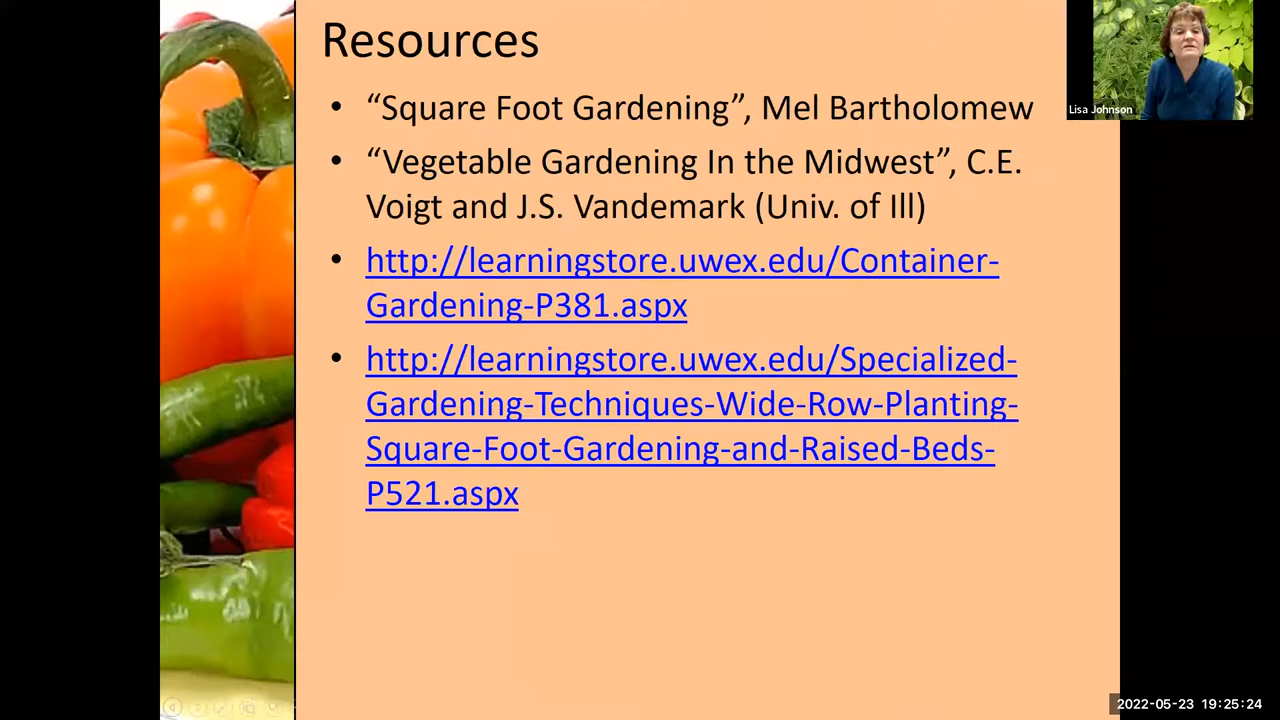 Resources
• “Square Foot Gardening”, Mel Bartholomew
• “Vegetable Gardening In the Midwest”, C.E.
Voigt and J.S. Vandemark (Univ. of Ill)
• http://learningstore.uwex.edu/Container-
Gardening-P381.aspx
• http://learningstore.uwex.edu/Specialized-
Gardening-Techniques-Wide-Row-Planting-
Square-Foot-Gardening-and-Raised-Beds-
P521.aspx
Lisa Johnson
2022-05-23 19:25:24